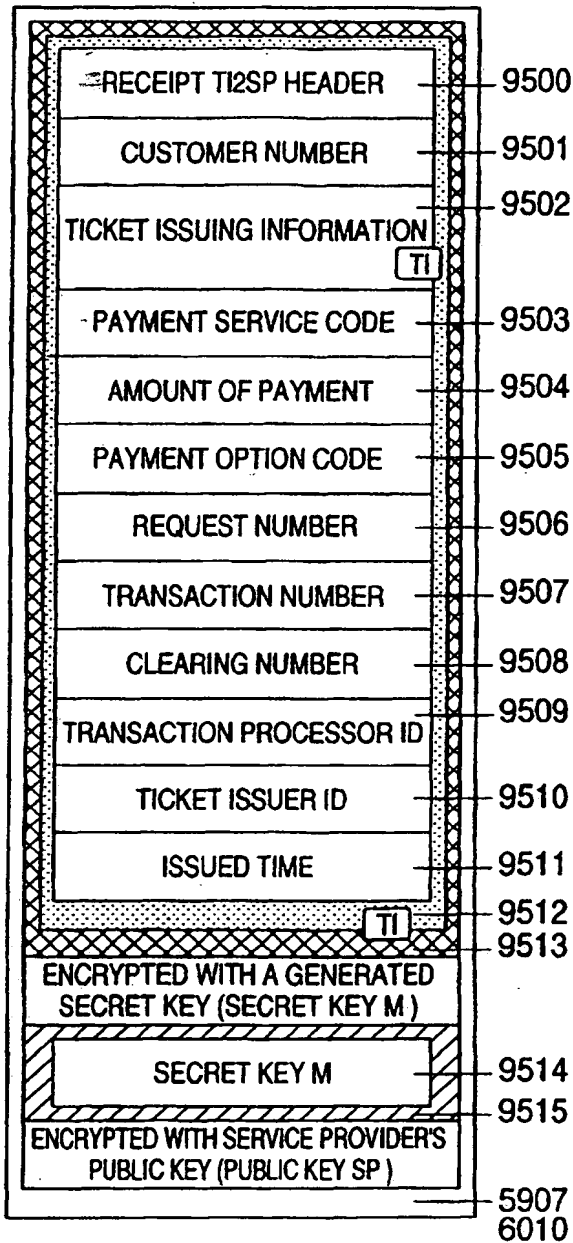 RECEIPT TI2SP HEADER 9500
CUSTOMER NUMBER 9501
9502
TICKET ISSUING INFORMATION
TI
PAYMENT SERVICE CODE 9503
AMOUNT OF PAYMENT 9504
PAYMENT OPTION CODE 9505
REQUEST NUMBER 9506
TRANSACTION NUMBER 9507
CLEARING NUMBER 9508
9509
TRANSACTION PROCESSOR ID
TICKET ISSUER ID 9510
ISSUED TIME 9511
TI 9512
9513
ENCRYPTED WITH A GENERATED
SECRET KEY (SECRET KEY M)
SECRET KEY M 9514
9515
ENCRYPTED WITH SERVICE PROVIDER'S
PUBLIC KEY (PUBLIC KEY SP)
5907
6010